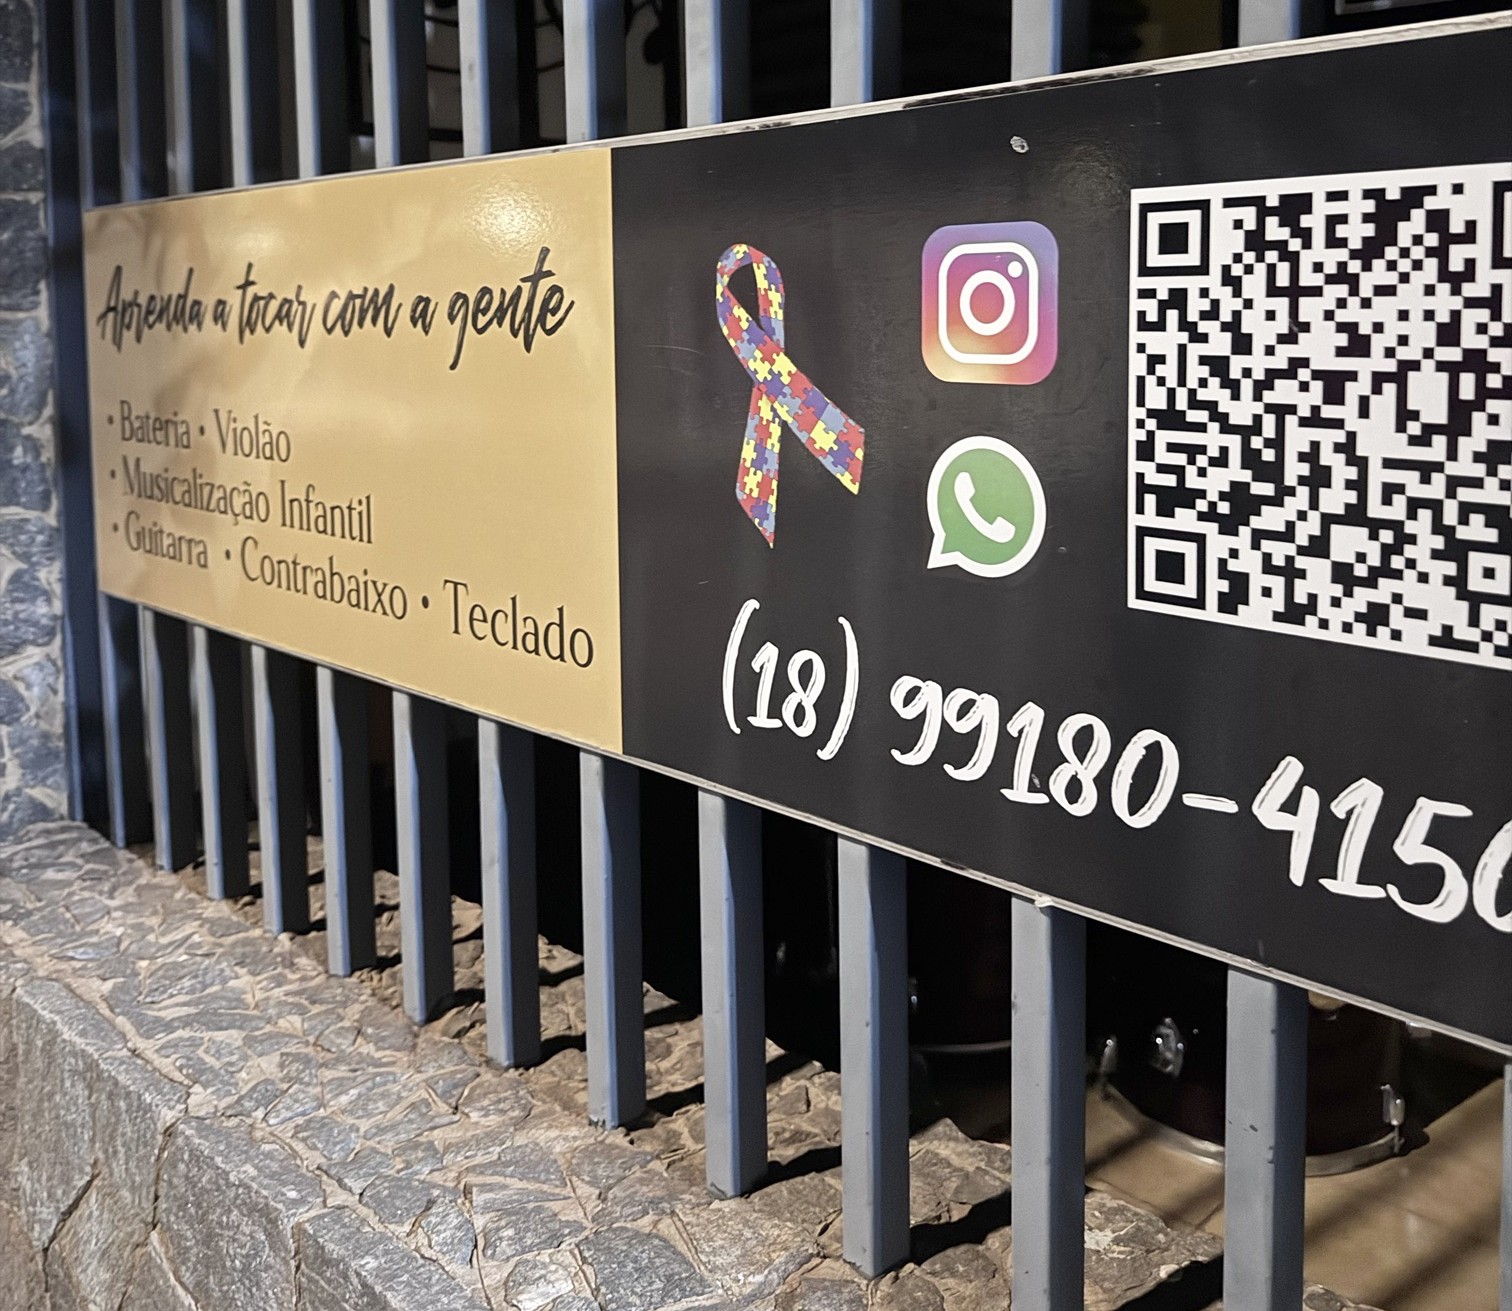 Aprenda a tocar com a gente
• Bateria • Violão
• Musicalização Infantil
• Guitarra • Contrabaixo • Teclado
(18) 99180-415